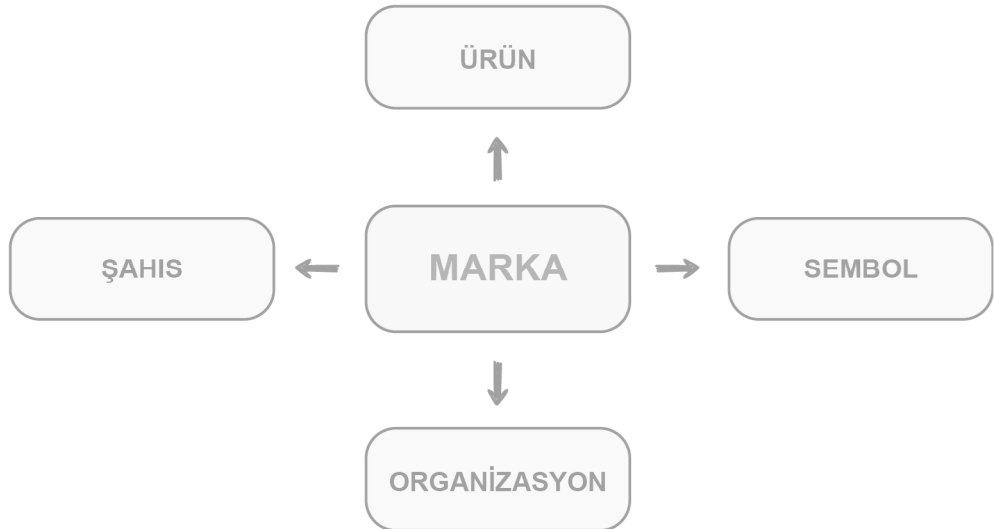 ÜRÜN
ŞAHIS
MARKA
SEMBOL
ORGANİZASYON